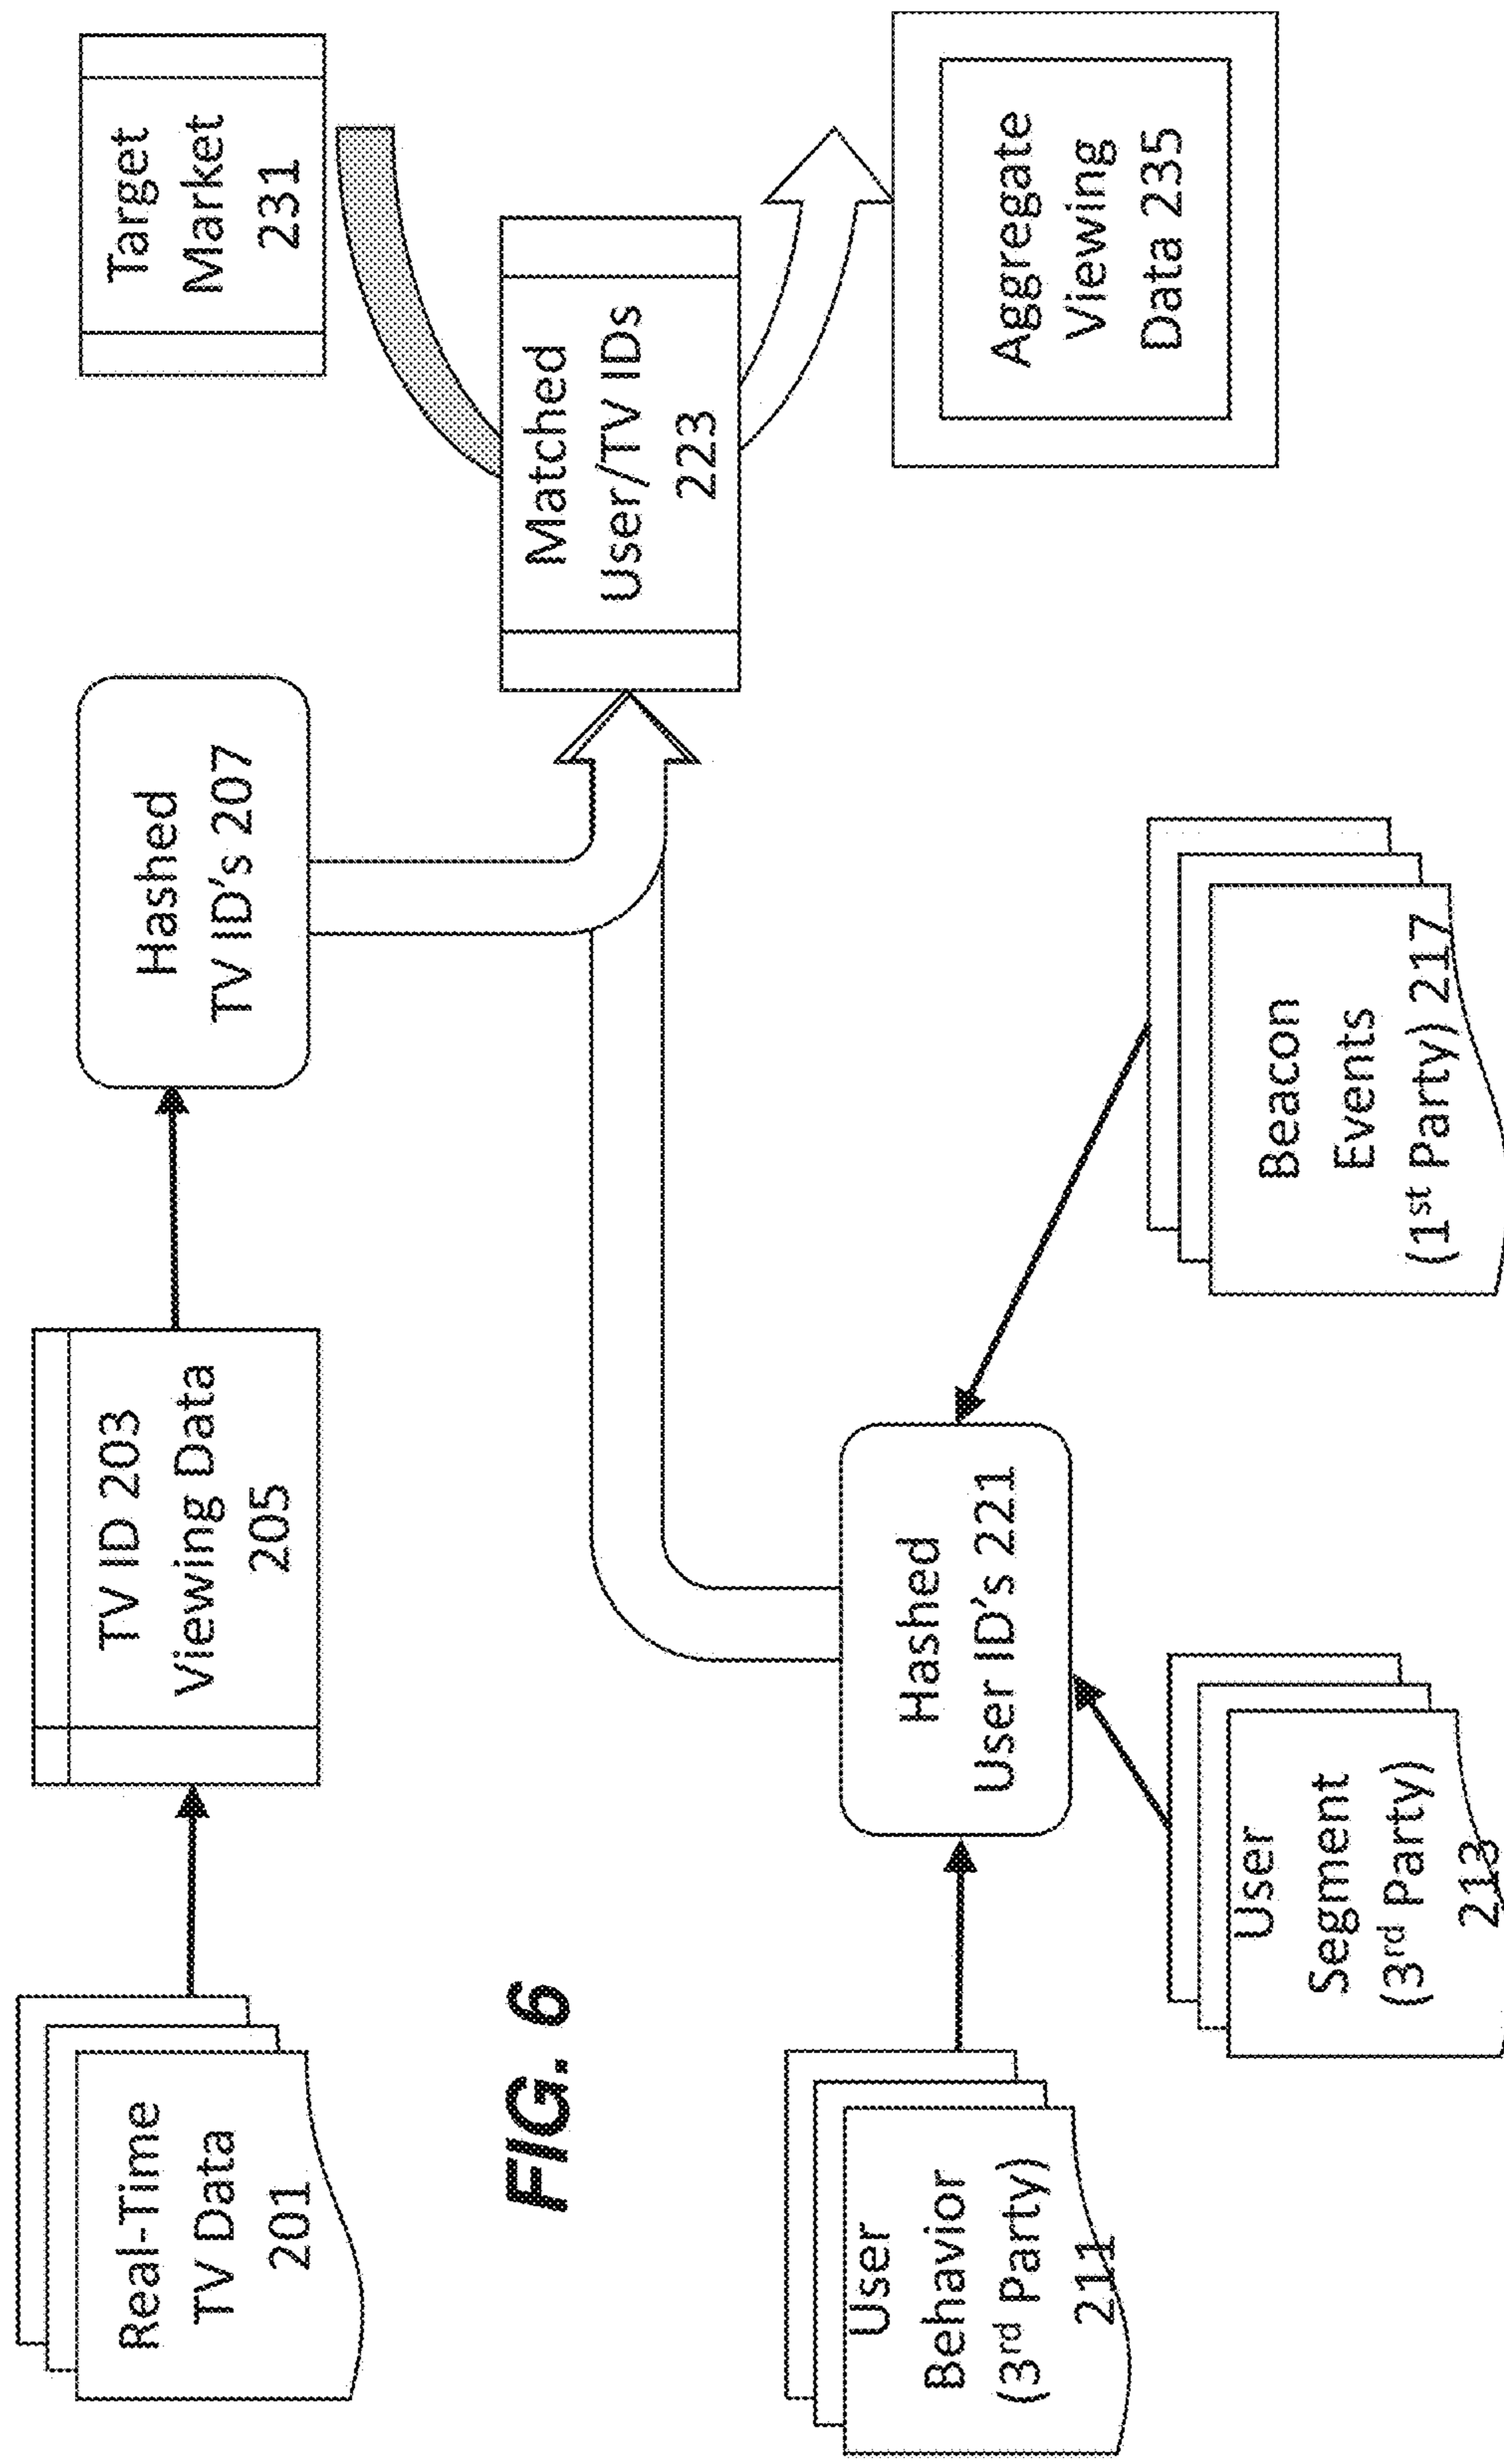 Real-Time
TV Data
201
TV ID 203
Viewing Data
205
Hashed
TV ID's 207
Target
Market
231
FIG. 6
Matched
User/TV IDs
223
User
Behavior
(3rd Party)
211
Hashed
User ID's 221
Aggregate
Viewing
Data 235
User
Segment
(3rd Party)
213
Beacon
Events
(1st Party) 217